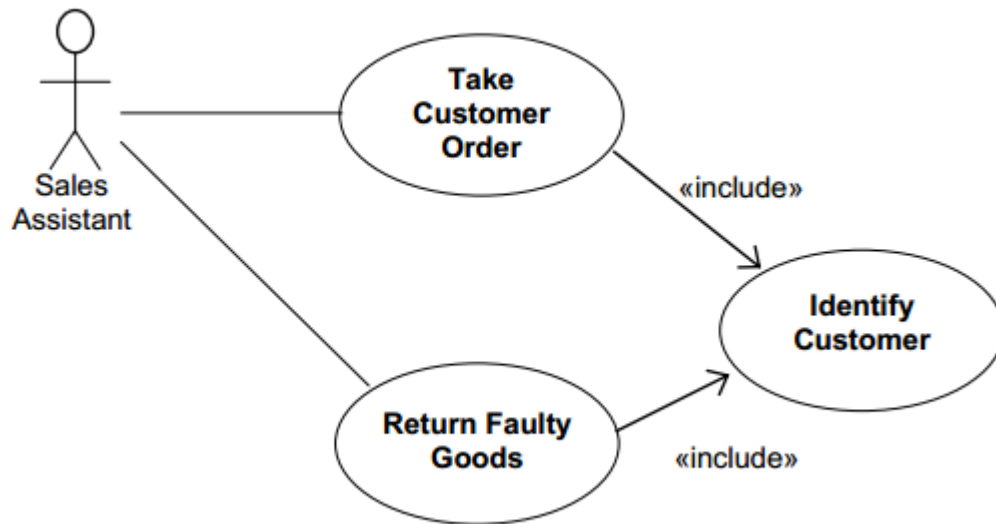 Take
Customer
Order
Sales
Assistant
«include»
Identify
Customer
Return Faulty
Goods
«include»